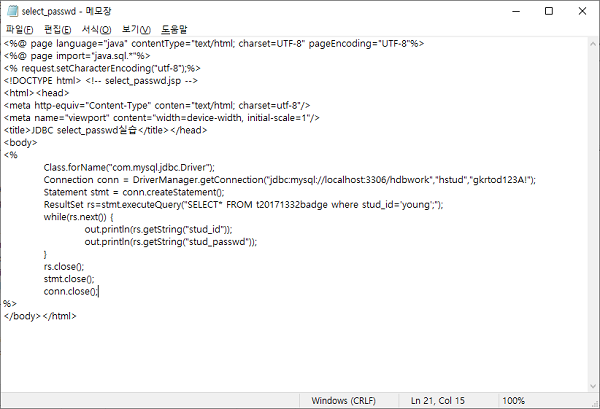 select_passwd - 메모장
파일(F) 편집(E) 서식(O) 보기(V) 도움말
<%@ page language="java" contentType="text/html; charset=UTF-8" pageEncoding="UTF-8"%>
<%@ page import="java.sql.*"%>
<% request.setCharacterEncoding("utf-8");%>
<!DOCTYPE html> <!-- select_passwd.jsp -->
<html><head>
<meta http-equiv="Content-Type" conten="text/html; charset=utf-8"/>
<meta name="viewport" content="width=device-width, initial-scale=1"/>
<title>JDBC select_passwd실습</title></head>
<body>
<%
Class.forName("com.mysql.jdbc.Driver");
Connection conn = DriverManager.getConnection("jdbc:mysql://localhost:3306/hdbwork","hstud","gkrtod123A!");
Statement stmt = conn.createStatement();
ResultSet rs=stmt.executeQuery("SELECT* FROM t20171332badge where stud_id='young';");
while(rs.next()) {
out.println(rs.getString("stud_id"));
out.println(rs.getString("stud_passwd"));
}
rs.close();
stmt.close();
conn.close();
%>
</body></html>
Windows (CRLF) Ln 21, Col 15 100%